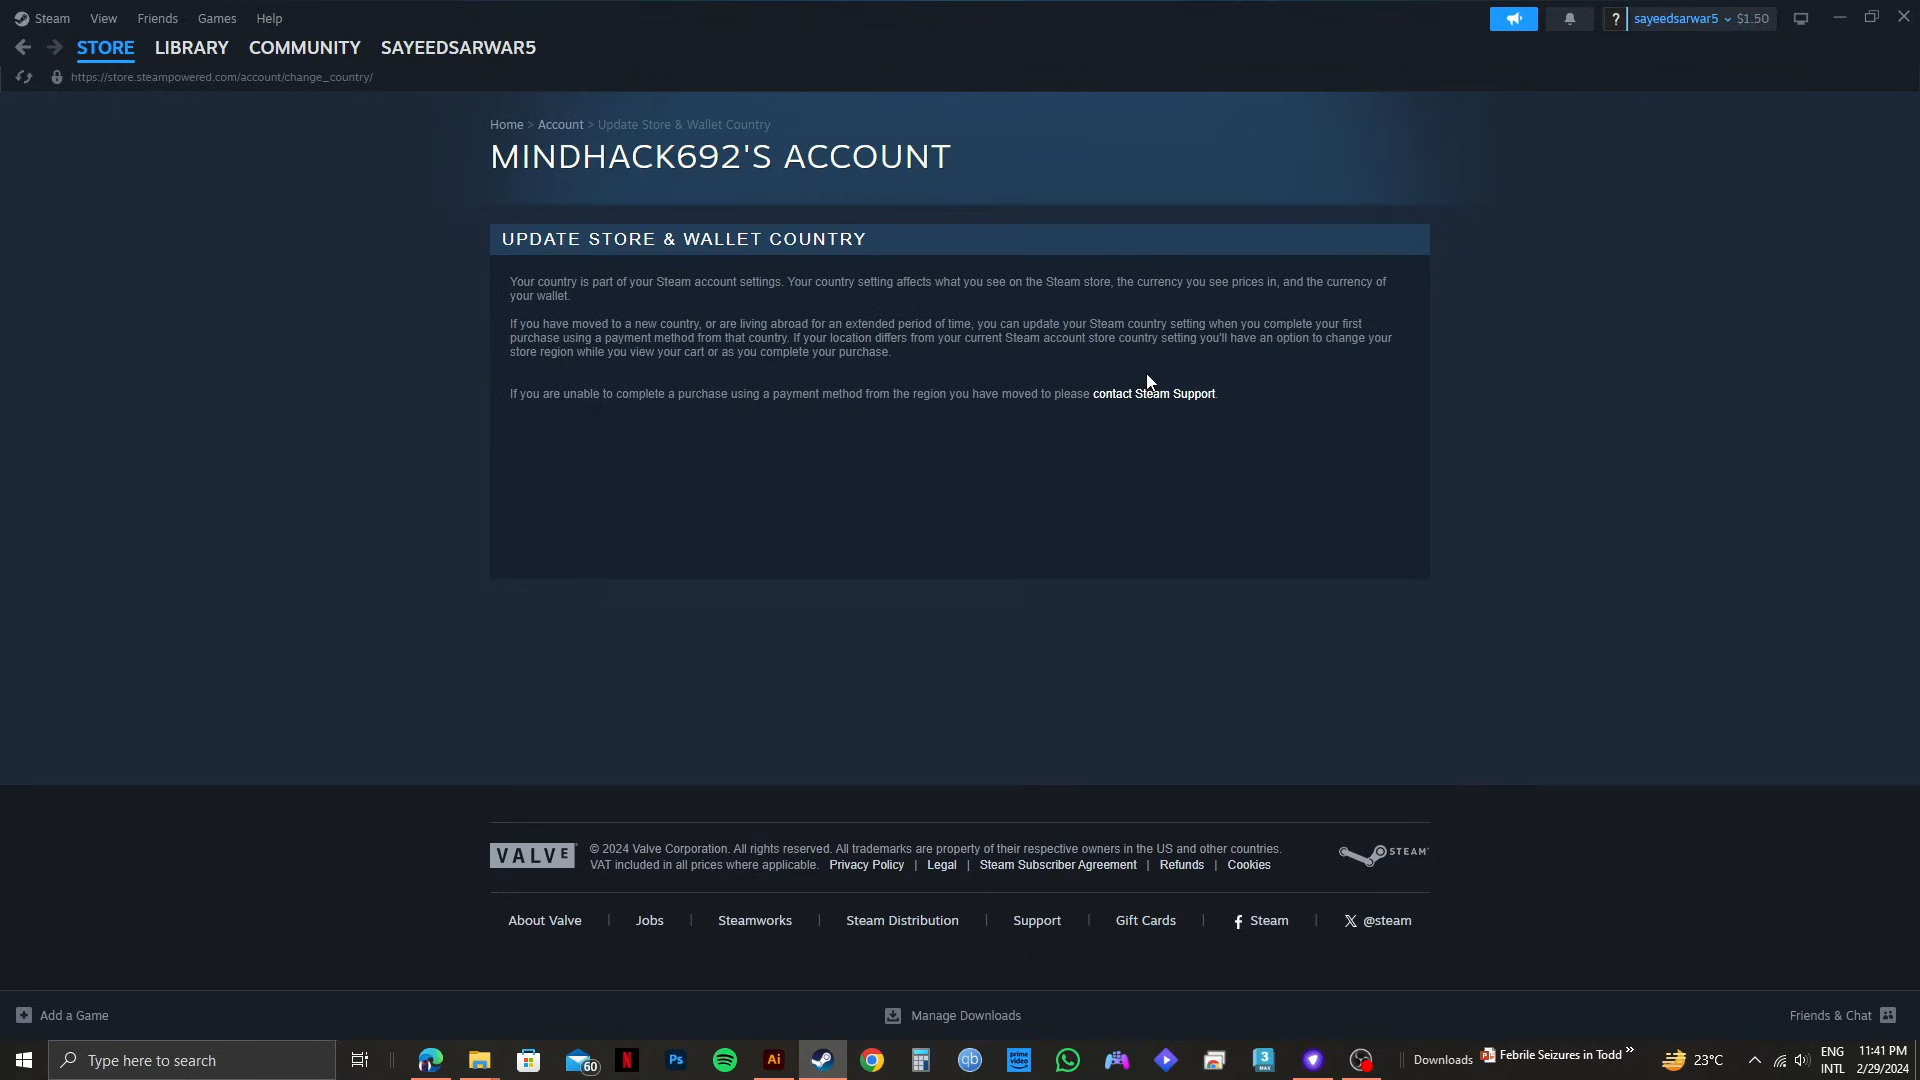 Steam View Friends Games Help
? sayeedsarwar5 $1.50
STORE LIBRARY COMMUNITY SAYEEDSARWAR5
https://store.steampowered.com/account/change_country/
Home > Account > Update Store & Wallet Country
MINDHACK692'S ACCOUNT
UPDATE STORE & WALLET COUNTRY
Your country is part of your Steam account settings. Your country setting affects what you see on the Steam store, the currency you see prices in, and the currency of
your wallet.
If you have moved to a new country, or are living abroad for an extended period of time, you can update your Steam country setting when you complete your first
purchase using a payment method from that country. If your location differs from your current Steam account store country setting you'll have an option to change your
store region while you view your cart or as you complete your purchase.
If you are unable to complete a purchase using a payment method from the region you have moved to please contact Steam Support.
VALVE
© 2024 Valve Corporation. All rights reserved. All trademarks are property of their respective owners in the US and other countries.
VAT included in all prices where applicable. Privacy Policy | Legal | Steam Subscriber Agreement | Refunds | Cookies
STEAM
About Valve | Jobs | Steamworks | Steam Distribution | Support | Gift Cards | Steam | @steam
Add a Game
Manage Downloads
Friends & Chat
Type here to search
60
N
Ps
Ai
qb
prime video
3
MAX
Downloads
Febrile Seizures in Todd »
23°C
ENG
INTL
11:41 PM
2/29/2024